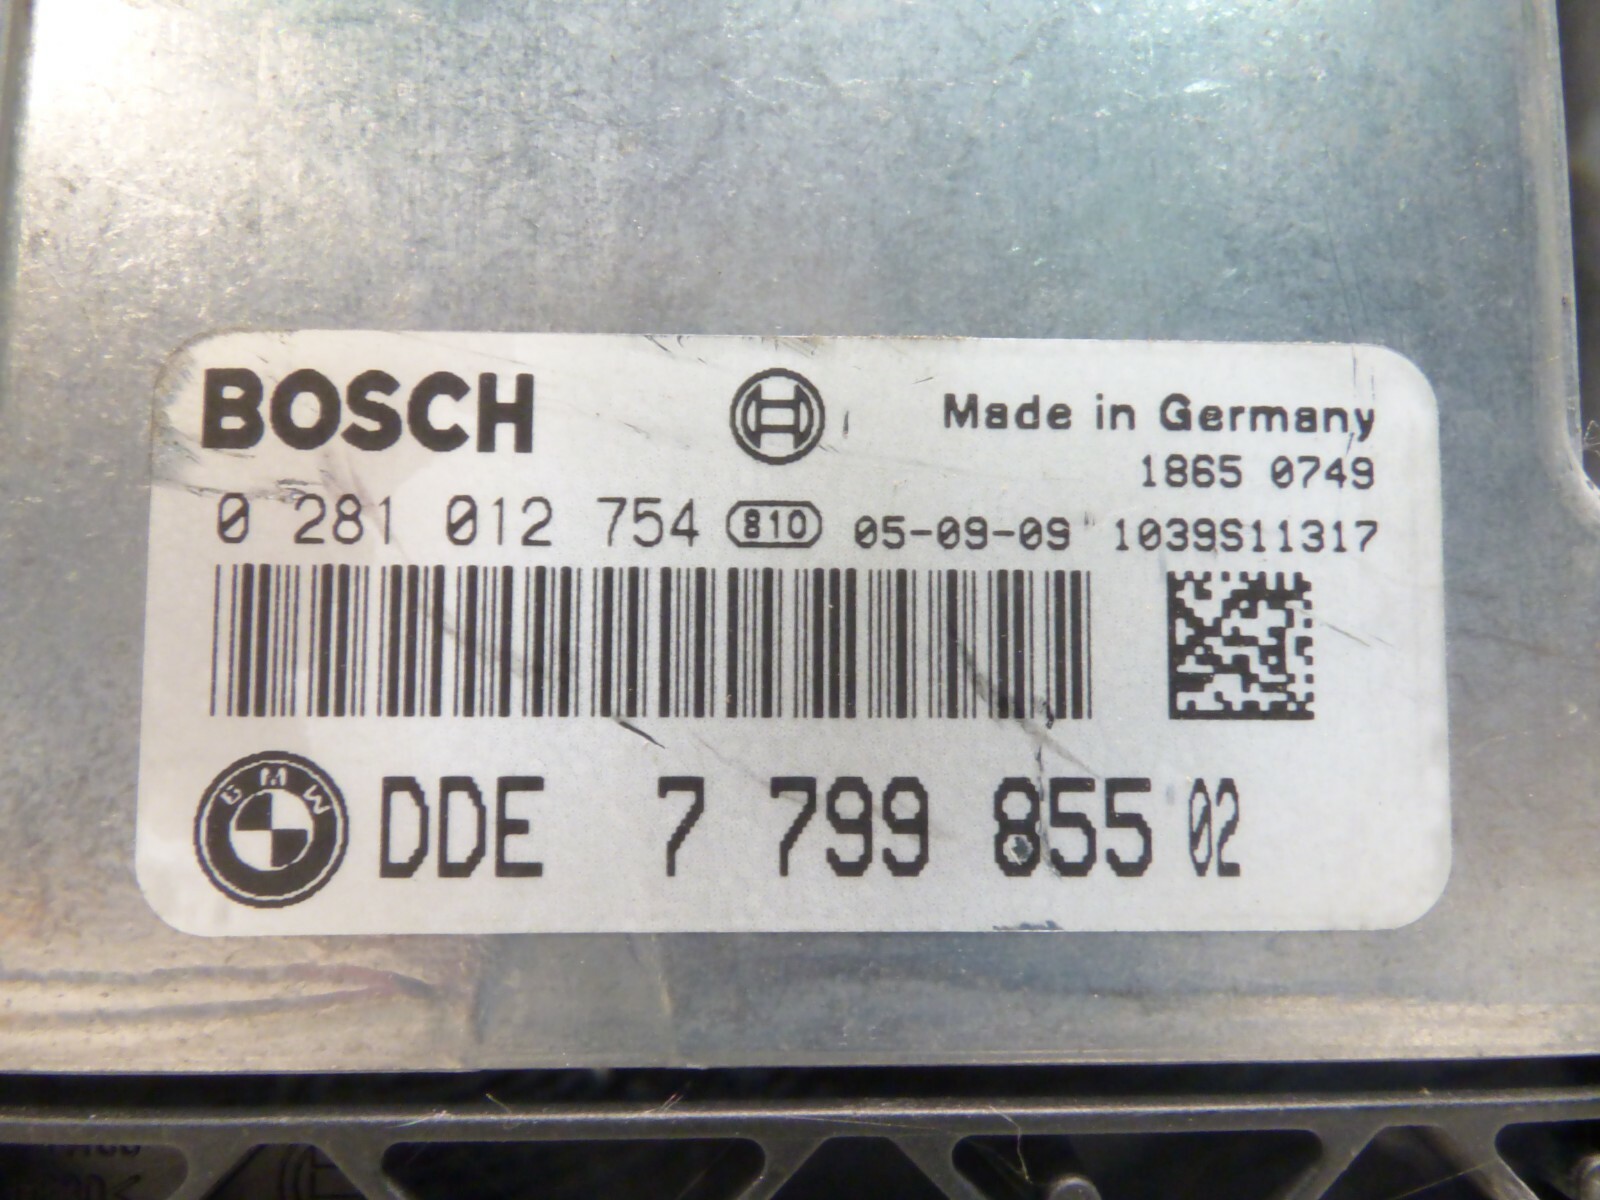 BOSCH
Made in Germany
1865 0749
0 281 012 754 810 05-09-09 1039S11317
BMW DDE 7 799 855 02